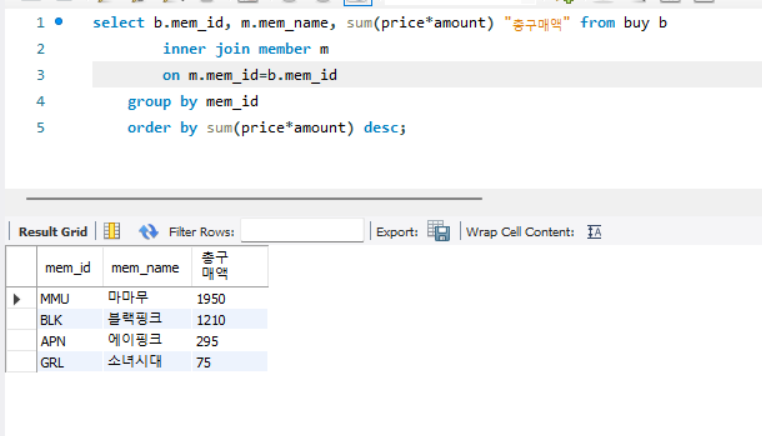 1 select b.mem_id, m.mem_name, sum(price*amount) "총구매액" from buy b
2 inner join member m
3 on m.mem_id=b.mem_id
4 group by mem_id
5 order by sum(price*amount) desc;
Result Grid Filter Rows: Export: Wrap Cell Content: IA
mem_id mem_name 총구
매액
MMU 마마무 1950
BLK 블랙핑크 1210
APN 에이핑크 295
GRL 소녀시대 75